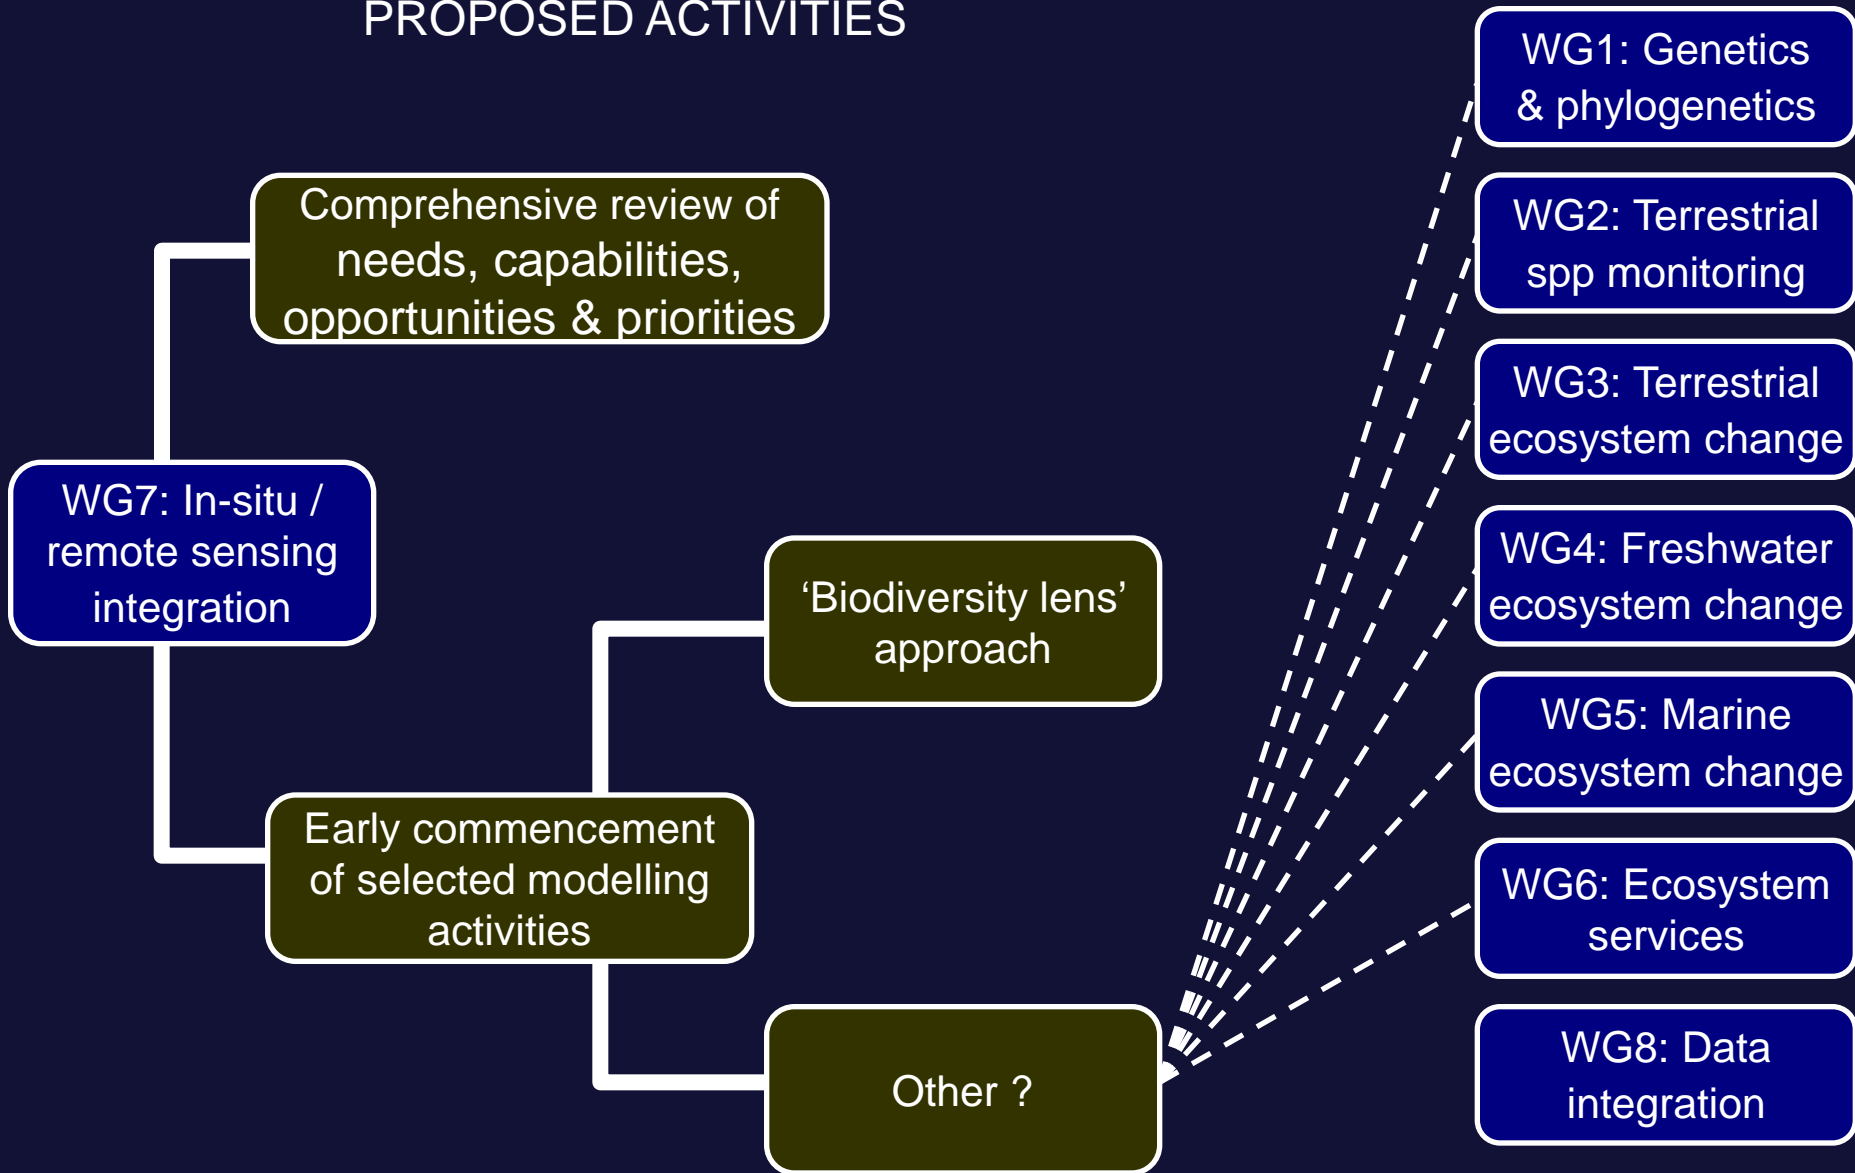 PROPOSED ACTIVITIES
Comprehensive review of
needs, capabilities,
opportunities & priorities
WG7: In-situ /
remote sensing
integration
‘Biodiversity lens’
approach
Early commencement
of selected modelling
activities
Other ?
WG1: Genetics
& phylogenetics
WG2: Terrestrial
spp monitoring
WG3: Terrestrial
ecosystem change
WG4: Freshwater
ecosystem change
WG5: Marine
ecosystem change
WG6: Ecosystem
services
WG8: Data
integration